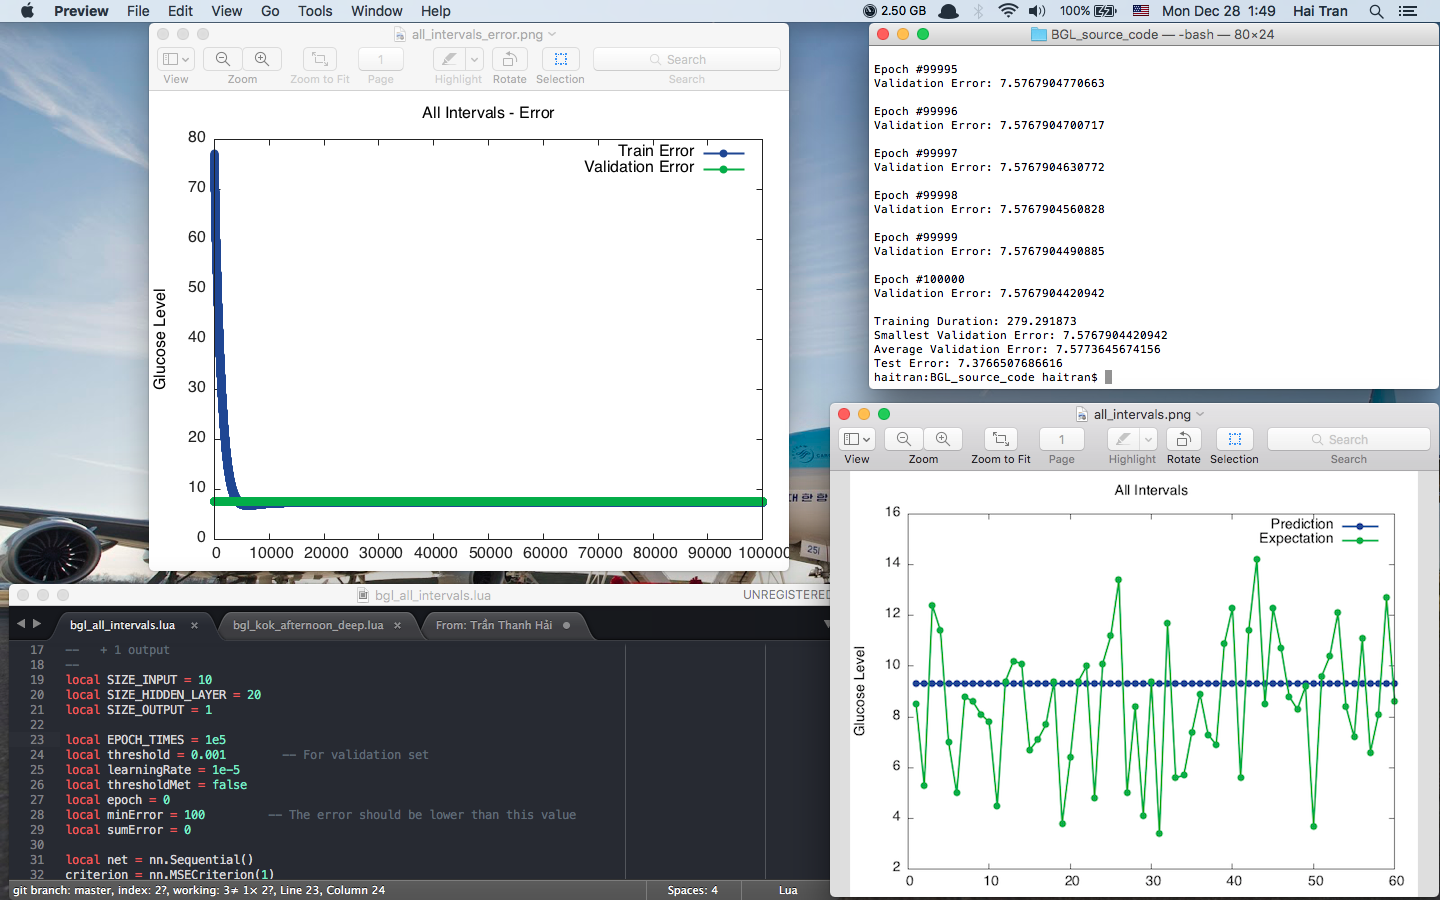 Preview File Edit View Go Tools Window Help
2.50 GB 100% Mon Dec 28 1:49 Hai Tran
all_intervals_error.png
1
Search
View Zoom Zoom to Fit Page Highlight Rotate Selection Search
All Intervals - Error
Train Error
Validation Error
Glucose Level
80
70
60
50
40
30
20
10
0
0 10000 20000 30000 40000 50000 60000 70000 80000 90000 100000
BGL_source_code — -bash — 80×24
Epoch #99995
Validation Error: 7.5767904770663
Epoch #99996
Validation Error: 7.5767904700717
Epoch #99997
Validation Error: 7.5767904630772
Epoch #99998
Validation Error: 7.5767904560828
Epoch #99999
Validation Error: 7.5767904490885
Epoch #100000
Validation Error: 7.5767904420942
Training Duration: 279.291873
Smallest Validation Error: 7.5767904420942
Average Validation Error: 7.5773645674156
Test Error: 7.3766507686616
haitran:BGL_source_code haitran$
대한항
251
bgl_all_intervals.lua
UNREGISTERED
bgl_all_intervals.lua × bgl_kok_afternoon_deep.lua × From: Trần Thanh Hải
17 -- + 1 output
18 --
19 local SIZE_INPUT = 10
20 local SIZE_HIDDEN_LAYER = 20
21 local SIZE_OUTPUT = 1
22
23 local EPOCH_TIMES = 1e5
24 local threshold = 0.001 -- For validation set
25 local learningRate = 1e-5
26 local thresholdMet = false
27 local epoch = 0
28 local minError = 100 -- The error should be lower than this value
29 local sumError = 0
30
31 local net = nn.Sequential()
32 criterion = nn.MSECriterion(1)
git branch: master, index: 2?, working: 3≠ 1× 2?, Line 23, Column 24 Spaces: 4 Lua
all_intervals.png
1
Search
View Zoom Zoom to Fit Page Highlight Rotate Selection Search
All Intervals
Prediction
Expectation
Glucose Level
16
14
12
10
8
6
4
2
0 10 20 30 40 50 60